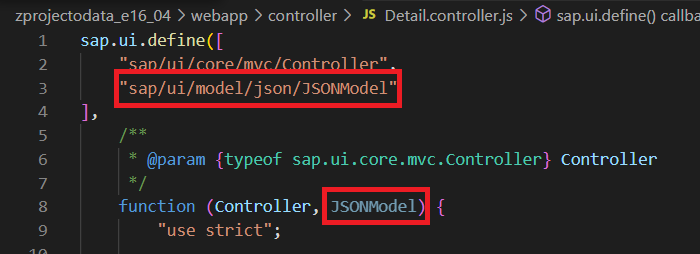 zprojectodata_e16_04 > webapp > controller > JS Detail.controller.js > sap.ui.define() callba
1 sap.ui.define([
2 "sap/ui/core/mvc/Controller",
3 "sap/ui/model/json/JSONModel"
4 ],
5 /**
6 * @param {typeof sap.ui.core.mvc.Controller} Controller
7 */
8 function (Controller, JSONModel) {
9 "use strict";
10